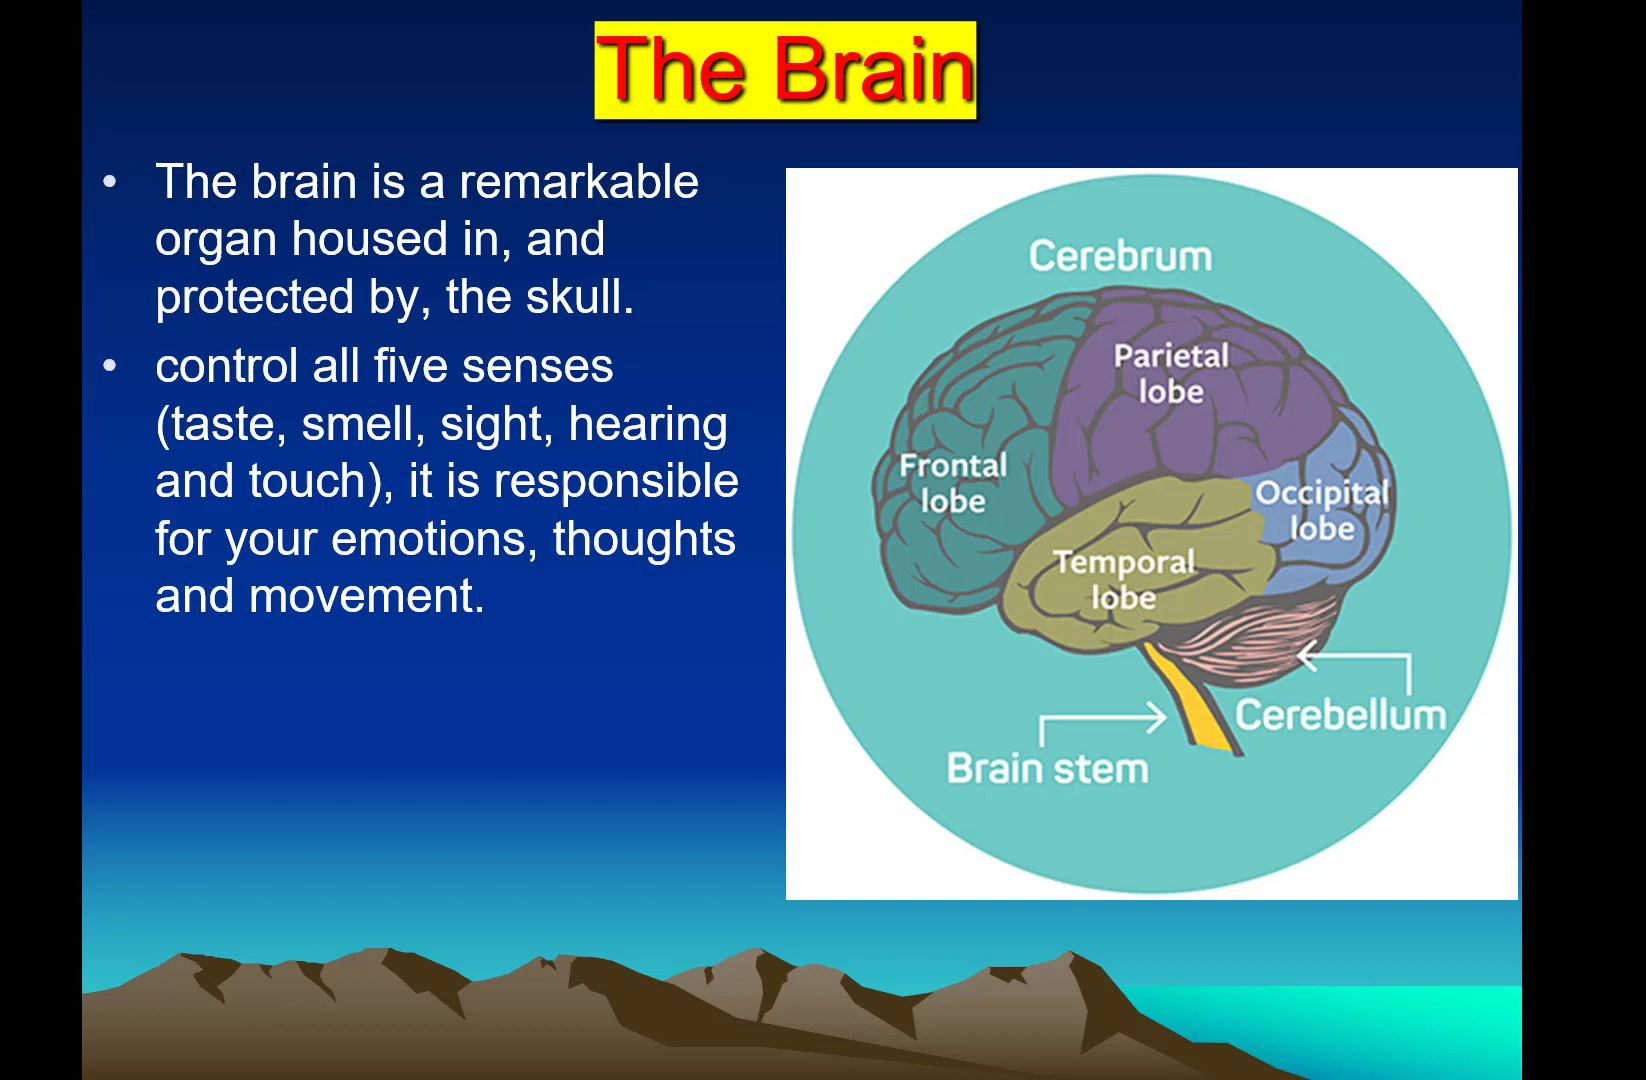 The Brain
• The brain is a remarkable
organ housed in, and
protected by, the skull.
• control all five senses
(taste, smell, sight, hearing
and touch), it is responsible
for your emotions, thoughts
and movement.
Cerebrum
Parietal
lobe
Frontal
lobe
Occipital
lobe
Temporal
lobe
Cerebellum
Brain stem